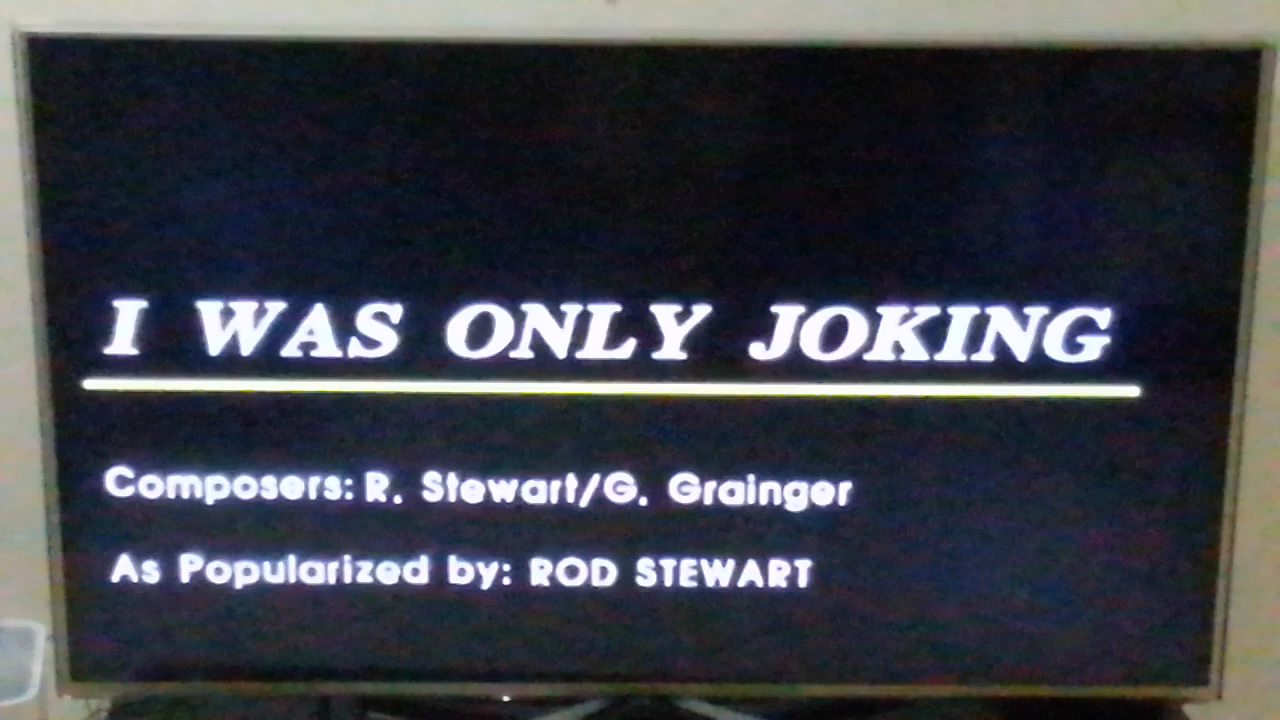 I WAS ONLY JOKING
Composers: R. Stewart/G. Grainger
As Popularized by: ROD STEWART